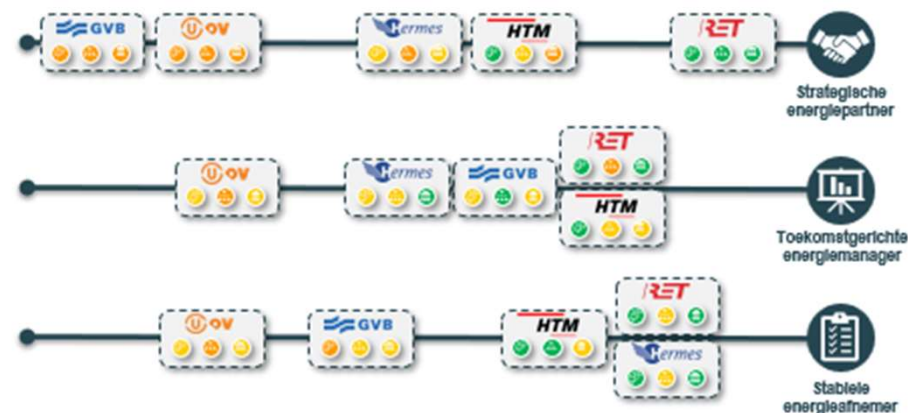 GVB
U OV
Hermes
HTM
RET
Strategische
energiepartner
U OV
Hermes
GVB
RET
HTM
Toekomstgerichte
energiemanager
U OV
GVB
HTM
RET
Hermes
Stabiele
energieafnemer